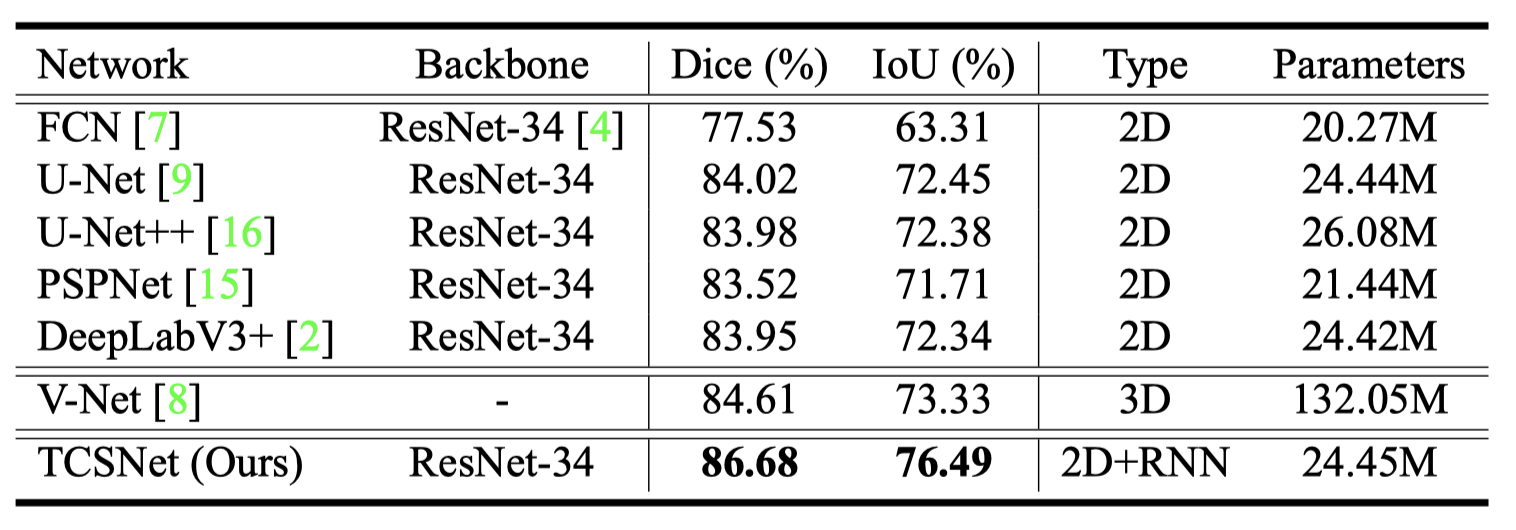 Network Backbone Dice (%) IoU (%) Type Parameters
FCN [7] ResNet-34 [4] 77.53 63.31 2D 20.27M
U-Net [9] ResNet-34 84.02 72.45 2D 24.44M
U-Net++ [16] ResNet-34 83.98 72.38 2D 26.08M
PSPNet [15] ResNet-34 83.52 71.71 2D 21.44M
DeepLabV3+ [2] ResNet-34 83.95 72.34 2D 24.42M
V-Net [8] - 84.61 73.33 3D 132.05M
TCSNet (Ours) ResNet-34 86.68 76.49 2D+RNN 24.45M